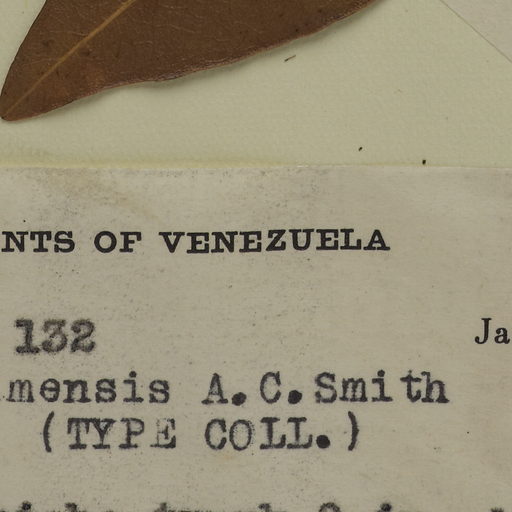 NTS OF VENEZUELA
132
Ja
mensis A.C.Smith
(TYPE COLL.)